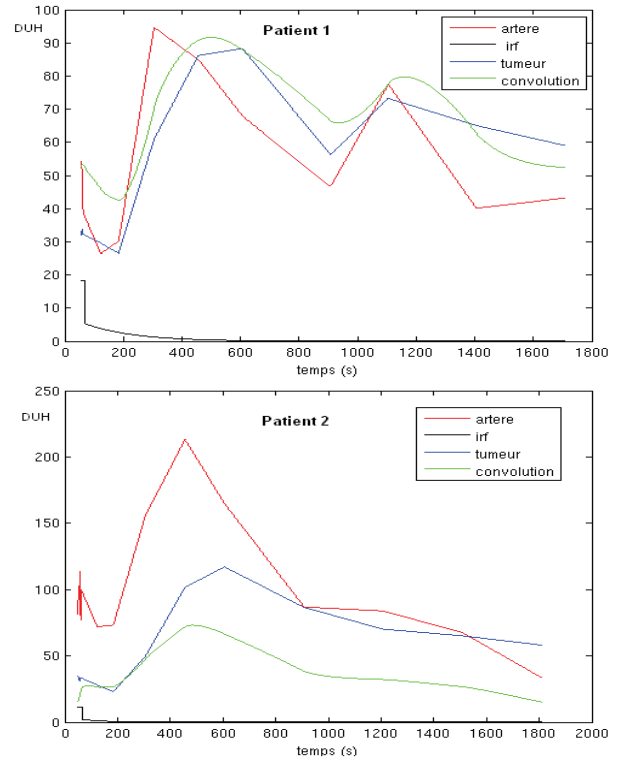 DUH
Patient 1
artere
irf
tumeur
convolution
100
90
80
70
60
50
40
30
20
10
0
0 200 400 600 800 1000 1200 1400 1600 1800
temps (s)
DUH
Patient 2
artere
irf
tumeur
convolution
250
200
150
100
50
0
0 200 400 600 800 1000 1200 1400 1600 1800 2000
temps (s)